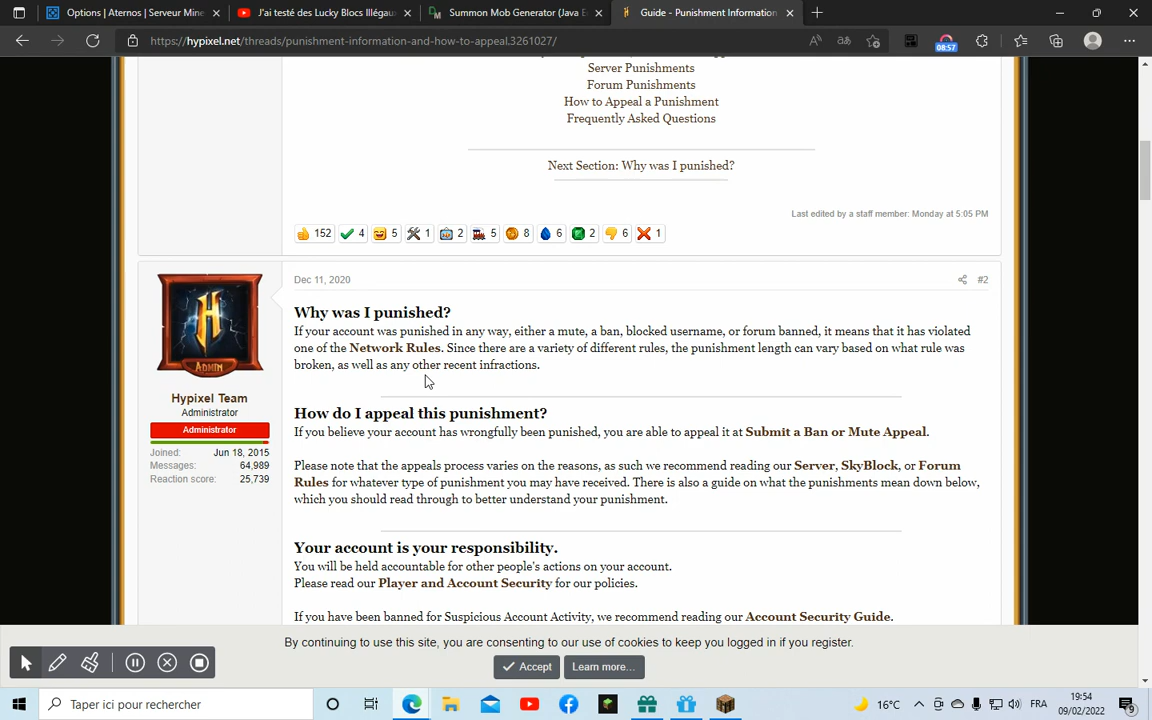 Options | Aternos | Serveur Mine
J'ai testé des Lucky Blocs Illégau
Summon Mob Generator (Java E
Guide - Punishment Information
https://hypixel.net/threads/punishment-information-and-how-to-appeal.3261027/
08:57
Server Punishments
Forum Punishments
How to Appeal a Punishment
Frequently Asked Questions
Next Section: Why was I punished?
Last edited by a staff member: Monday at 5:05 PM
152 4 5 1 2 5 8 6 2 6 1
Dec 11, 2020 #2
ADMIN
Hypixel Team
Administrator
Administrator
Joined: Jun 18, 2015
Messages: 64,989
Reaction score: 25,739
Why was I punished?
If your account was punished in any way, either a mute, a ban, blocked username, or forum banned, it means that it has violated
one of the Network Rules. Since there are a variety of different rules, the punishment length can vary based on what rule was
broken, as well as any other recent infractions.
How do I appeal this punishment?
If you believe your account has wrongfully been punished, you are able to appeal it at Submit a Ban or Mute Appeal.
Please note that the appeals process varies on the reasons, as such we recommend reading our Server, SkyBlock, or Forum
Rules for whatever type of punishment you may have received. There is also a guide on what the punishments mean down below,
which you should read through to better understand your punishment.
Your account is your responsibility.
You will be held accountable for other people's actions on your account.
Please read our Player and Account Security for our policies.
If you have been banned for Suspicious Account Activity, we recommend reading our Account Security Guide.
By continuing to use this site, you are consenting to our use of cookies to keep you logged in if you register.
Accept
Learn more...
Taper ici pour rechercher
16°C
FRA
19:54
09/02/2022
9